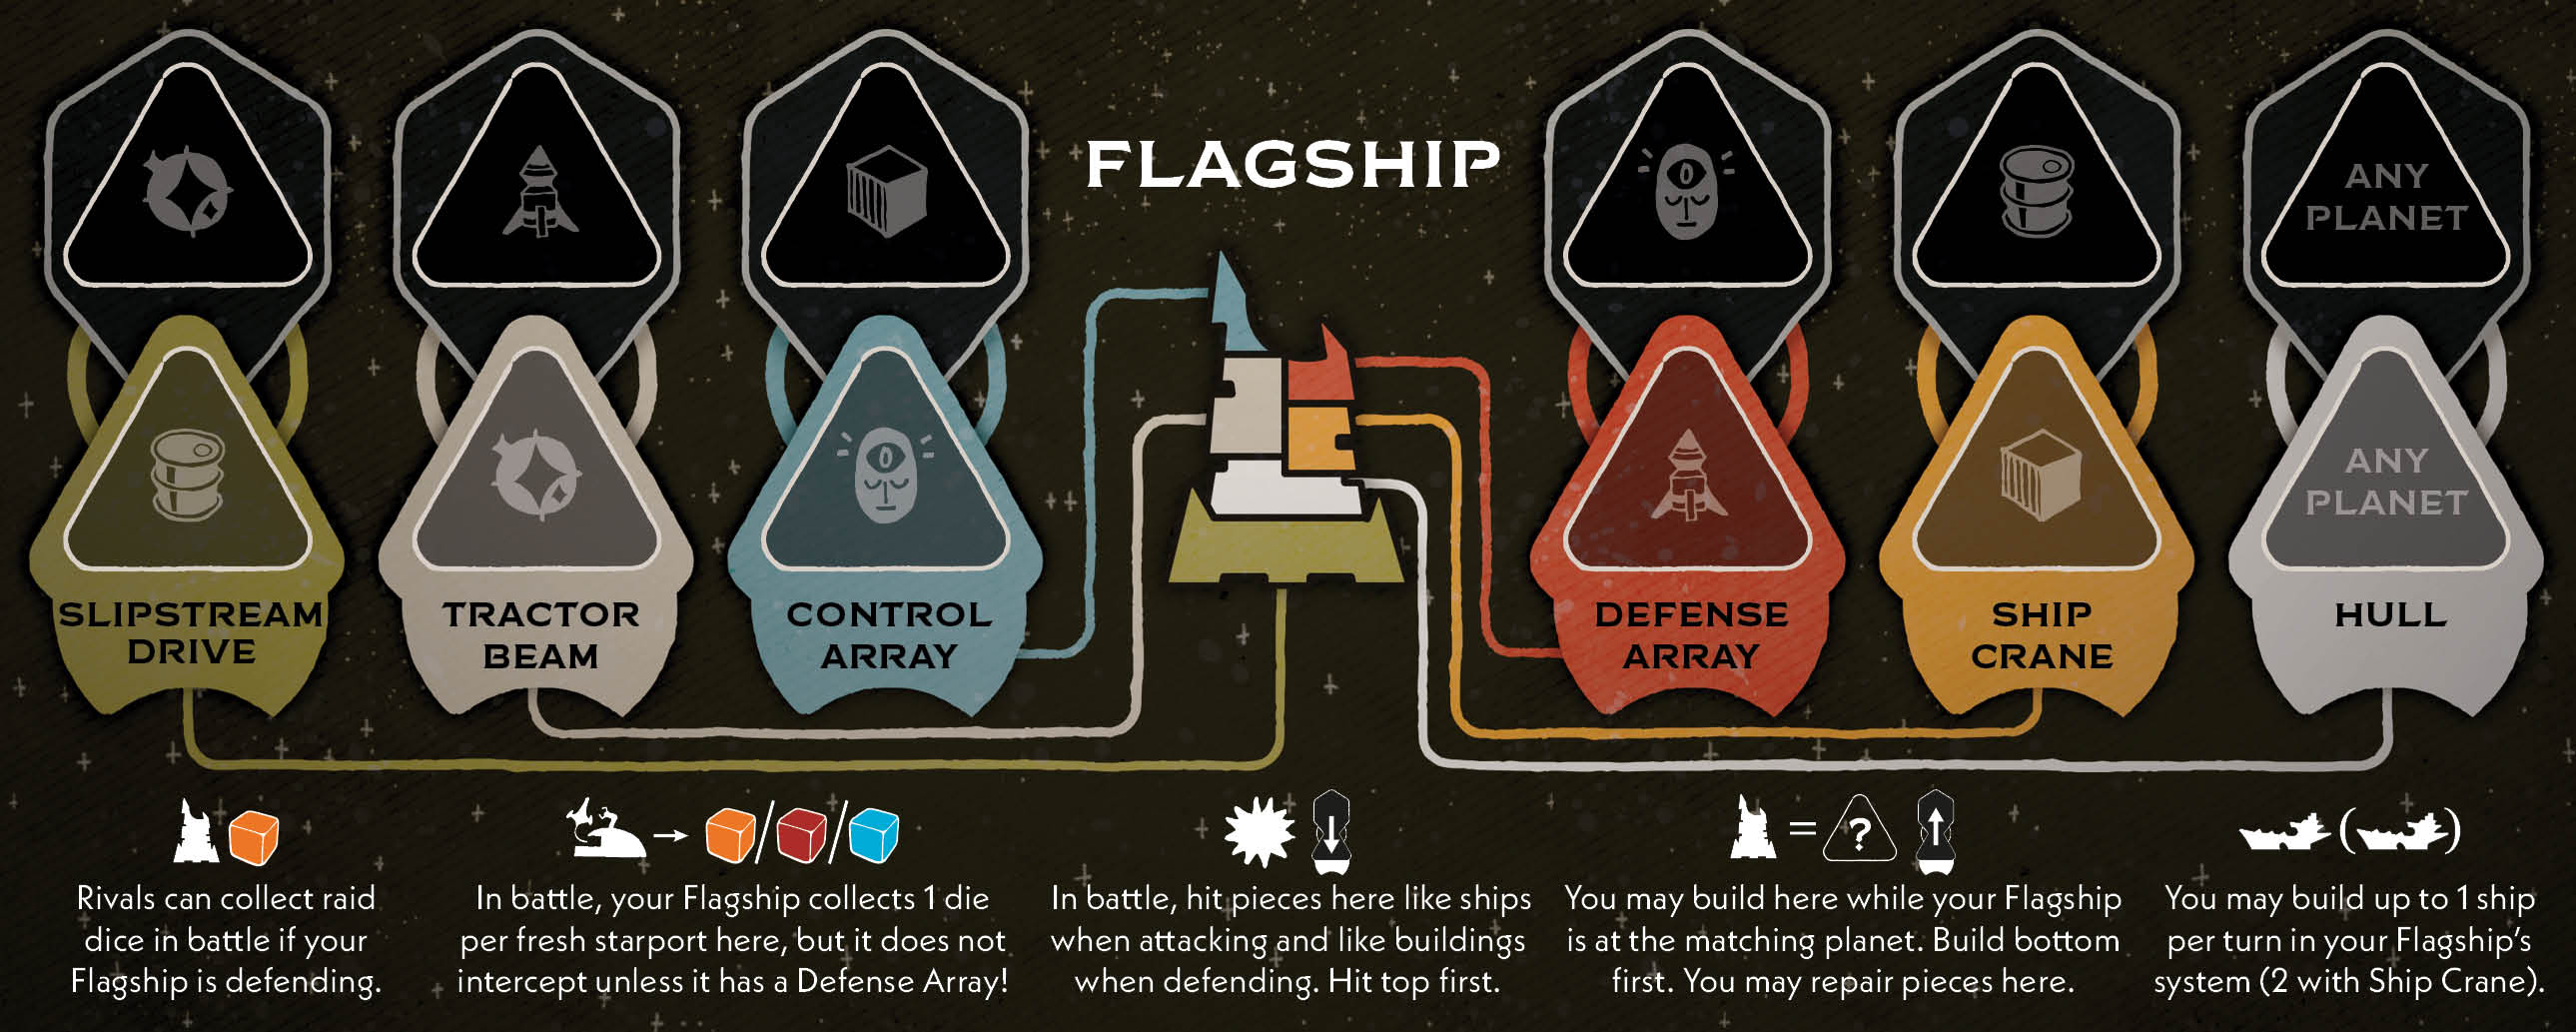 FLAGSHIP
ANY
PLANET
ANY
PLANET
SLIPSTREAM
DRIVE
TRACTOR
BEAM
CONTROL
ARRAY
DEFENSE
ARRAY
SHIP
CRANE
HULL
Rivals can collect raid
dice in battle if your
Flagship is defending.
In battle, your Flagship collects 1 die
per fresh starport here, but it does not
intercept unless it has a Defense Array!
In battle, hit pieces here like ships
when attacking and like buildings
when defending. Hit top first.
= ?
You may build here while your Flagship
is at the matching planet. Build bottom
first. You may repair pieces here.
You may build up to 1 ship
per turn in your Flagship's
system (2 with Ship Crane).